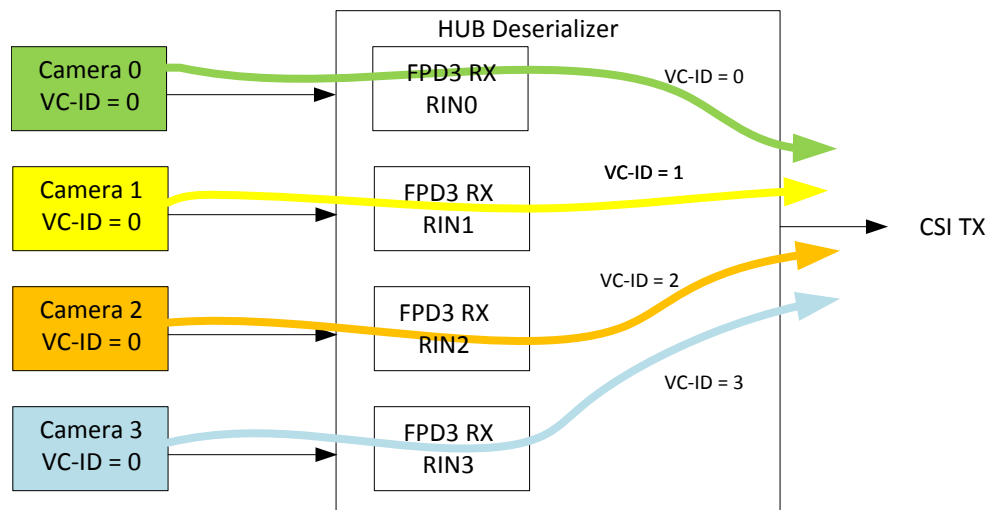 HUB Deserializer
Camera 0
VC-ID = 0
FPD3 RX
RIN0
VC-ID = 0
Camera 1
VC-ID = 0
FPD3 RX
RIN1
VC-ID = 1
CSI TX
Camera 2
VC-ID = 0
FPD3 RX
RIN2
VC-ID = 2
Camera 3
VC-ID = 0
FPD3 RX
RIN3
VC-ID = 3